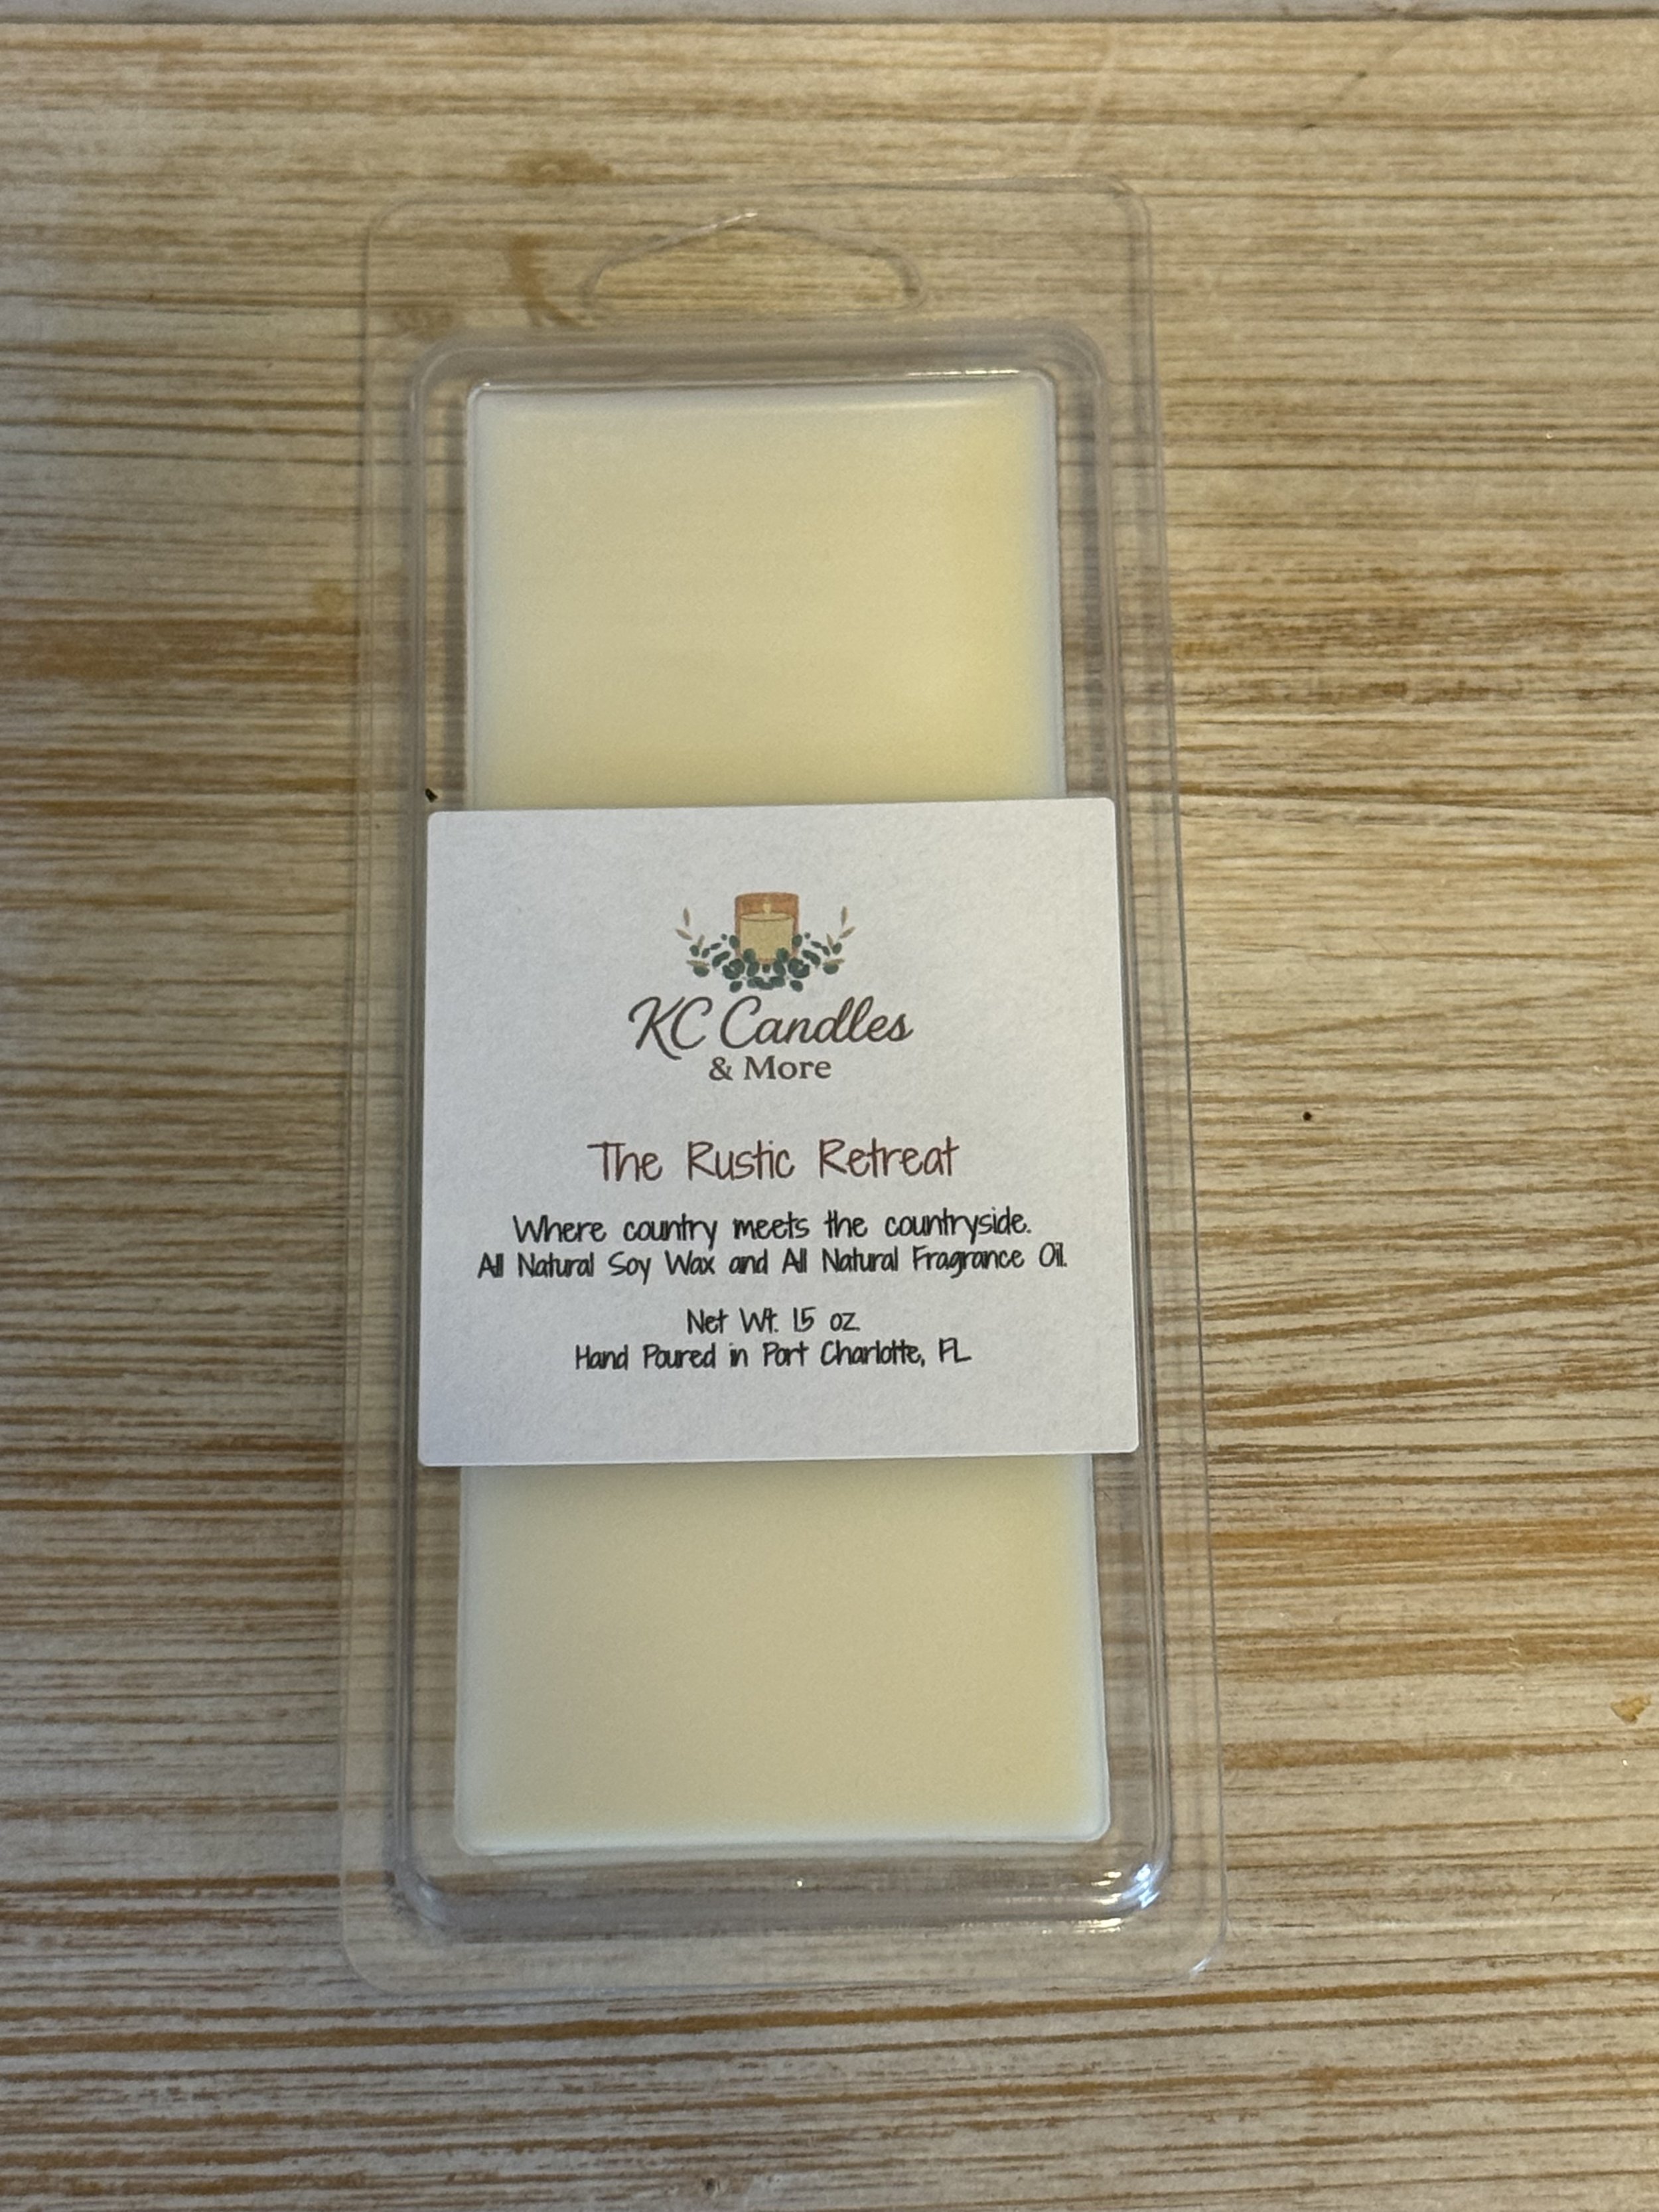 KC Candles
& More
The Rustic Retreat
Where country meets the countryside.
All Natural Soy Wax and All Natural Fragrance Oil.
Net Wt. 1.5 oz.
Hand Poured in Port Charlotte, FL